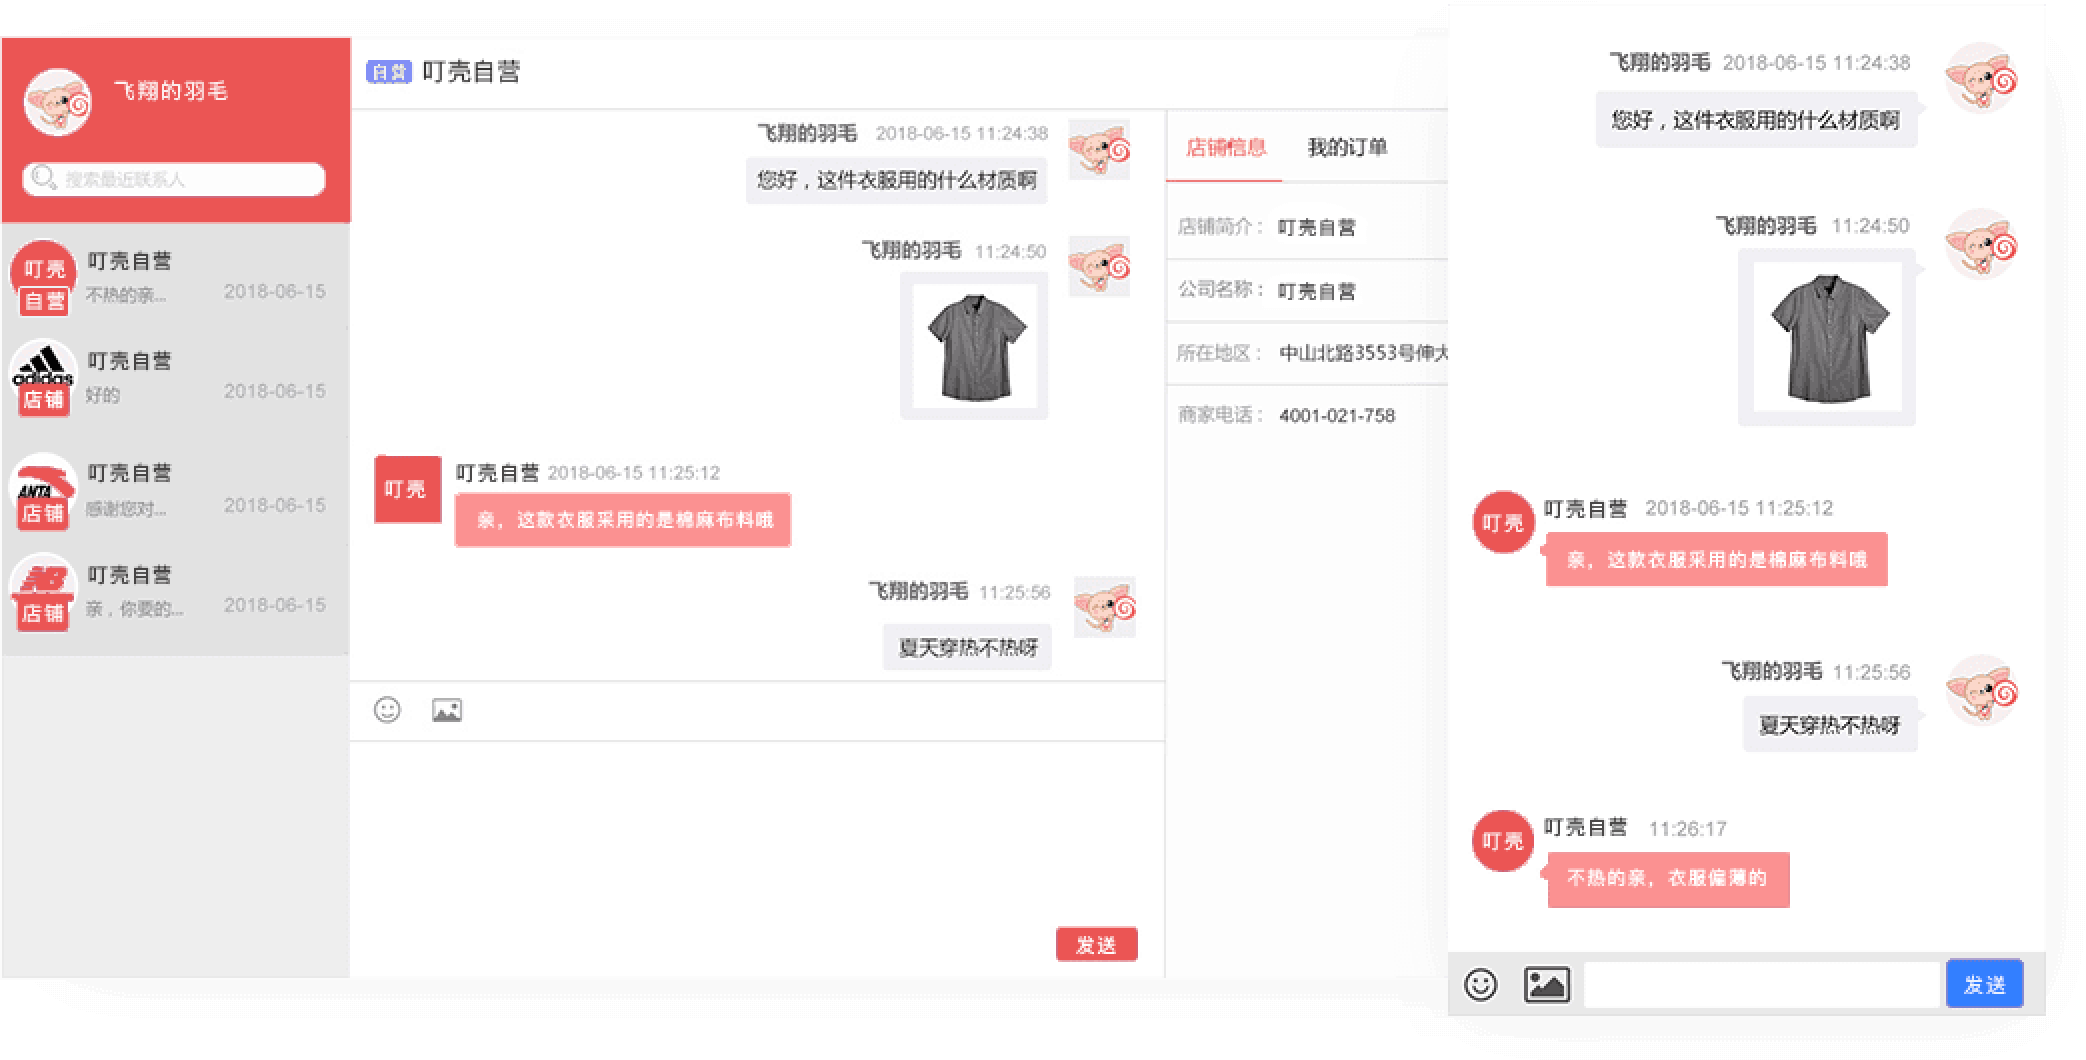 飞翔的羽毛
搜索最近联系人
叮壳
自营
叮壳自营
不热的亲...
2018-06-15
adidas
店铺
叮壳自营
好的
2018-06-15
ANTA
店铺
叮壳自营
感谢您对...
2018-06-15
NB
店铺
叮壳自营
亲，你要的...
2018-06-15
自营 叮壳自营
飞翔的羽毛 2018-06-15 11:24:38
您好，这件衣服用的什么材质啊
飞翔的羽毛 11:24:50
叮壳
叮壳自营 2018-06-15 11:25:12
亲，这款衣服采用的是棉麻布料哦
飞翔的羽毛 11:25:56
夏天穿热不热呀
发送
店铺信息 我的订单
店铺简介： 叮壳自营
公司名称： 叮壳自营
所在地区： 中山北路3553号伸大
商家电话： 4001-021-758
飞翔的羽毛 2018-06-15 11:24:38
您好，这件衣服用的什么材质啊
飞翔的羽毛 11:24:50
叮壳
叮壳自营 2018-06-15 11:25:12
亲，这款衣服采用的是棉麻布料哦
飞翔的羽毛 11:25:56
夏天穿热不热呀
叮壳
叮壳自营 11:26:17
不热的亲，衣服偏薄的
发送